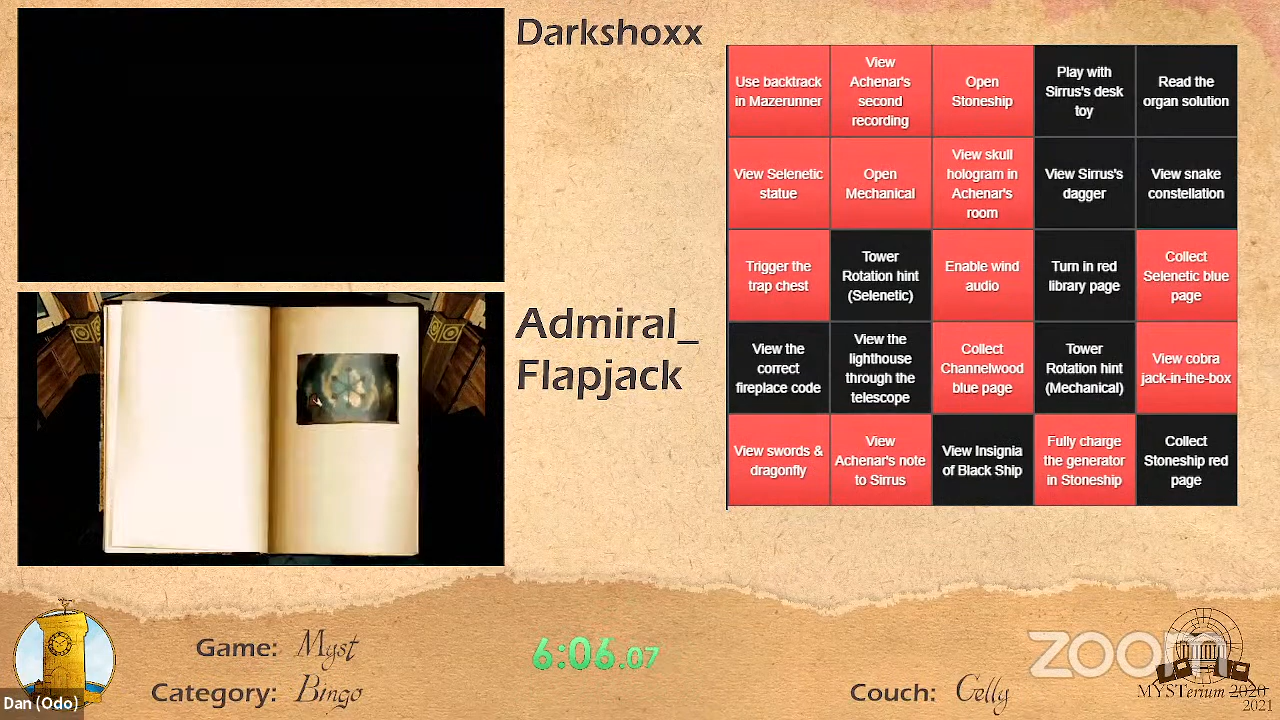 Darkshoxx
Admiral_
Flapjack
Use backtrack
in Mazerunner
View
Achenar's
second
recording
Open
Stoneship
Play with
Sirrus's desk
toy
Read the
organ solution
View Selenetic
statue
Open
Mechanical
View skull
hologram in
Achenar's
room
View Sirrus's
dagger
View snake
constellation
Trigger the
trap chest
Tower
Rotation hint
(Selenetic)
Enable wind
audio
Turn in red
library page
Collect
Selenetic blue
page
View the
correct
fireplace code
View the
lighthouse
through the
telescope
Collect
Channelwood
blue page
Tower
Rotation hint
(Mechanical)
View cobra
jack-in-the-box
View swords &
dragonfly
View
Achenar's note
to Sirrus
View Insignia
of Black Ship
Fully charge
the generator
in Stoneship
Collect
Stoneship red
page
Game: Myst
Category: Bingo
6:06.07
Couch: Celly
zoom
MYSTerium 2020
2021
Dan (Odo)